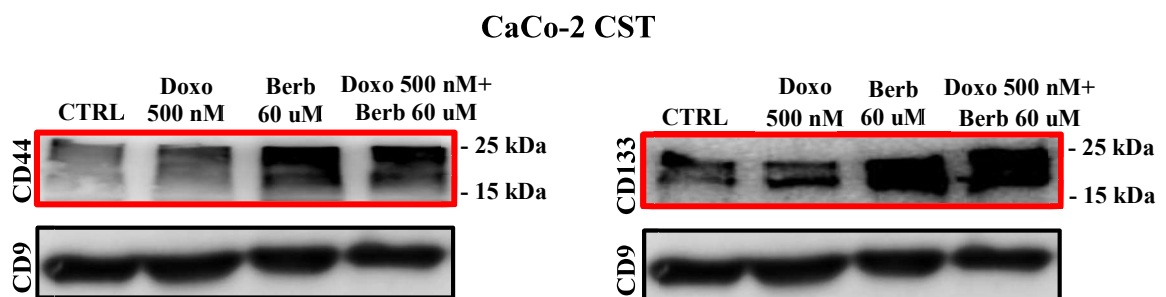 CaCo-2 CST
CTRL
Doxo
500 nM
Berb
60 uM
Doxo 500 nM+
Berb 60 uM
CD44
- 25 kDa
- 15 kDa
CD9
CTRL
Doxo
500 nM
Berb
60 uM
Doxo 500 nM+
Berb 60 uM
CD133
- 25 kDa
- 15 kDa
CD9